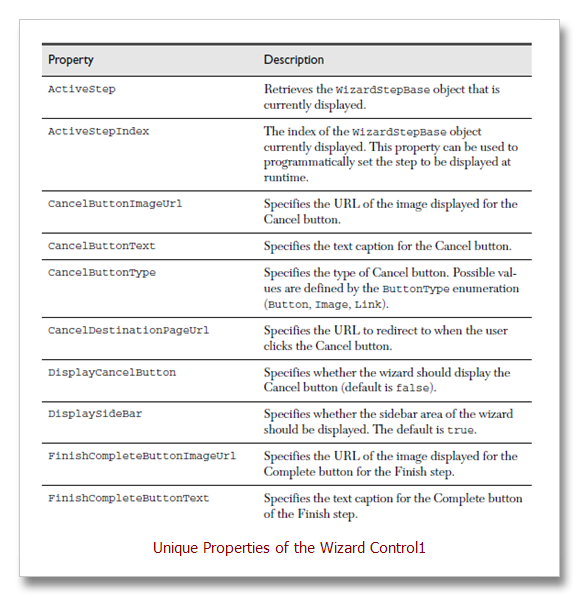 Property Description
ActiveStep Retrieves the WizardStepBase object that is
currently displayed.
ActiveStepIndex The index of the WizardStepBase object
currently displayed. This property can be used to
programmatically set the step to be displayed at
runtime.
CancelButtonImageUrl Specifies the URL of the image displayed for the
Cancel button.
CancelButtonText Specifies the text caption for the Cancel button.
CancelButtonType Specifies the type of Cancel button. Possible val-
ues are defined by the ButtonType enumeration
(Button, Image, Link).
CancelDestinationPageUrl Specifies the URL to redirect to when the user
clicks the Cancel button.
DisplayCancelButton Specifies whether the wizard should display the
Cancel button (default is false).
DisplaySideBar Specifies whether the sidebar area of the wizard
should be displayed. The default is true.
FinishCompleteButtonImageUrl Specifies the URL of the image displayed for the
Complete button for the Finish step.
FinishCompleteButtonText Specifies the text caption for the Complete button
of the Finish step.
Unique Properties of the Wizard Control1